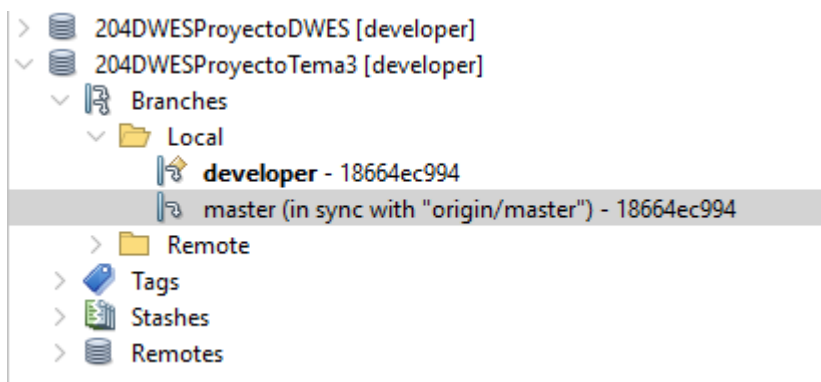 204DWESProyectoDWES [developer]
204DWESProyectoTema3 [developer]
Branches
Local
developer - 18664ec994
master (in sync with "origin/master") - 18664ec994
Remote
Tags
Stashes
Remotes